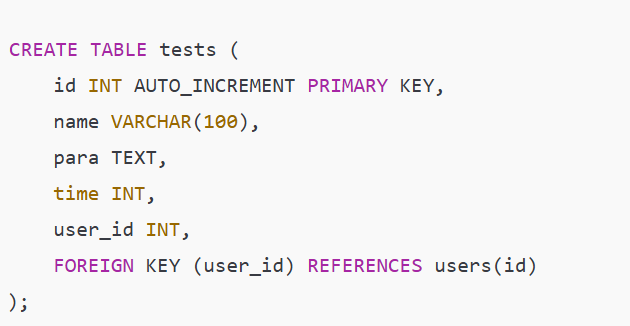 CREATE TABLE tests (
    id INT AUTO_INCREMENT PRIMARY KEY,
    name VARCHAR(100),
    para TEXT,
    time INT,
    user_id INT,
    FOREIGN KEY (user_id) REFERENCES users(id)
);